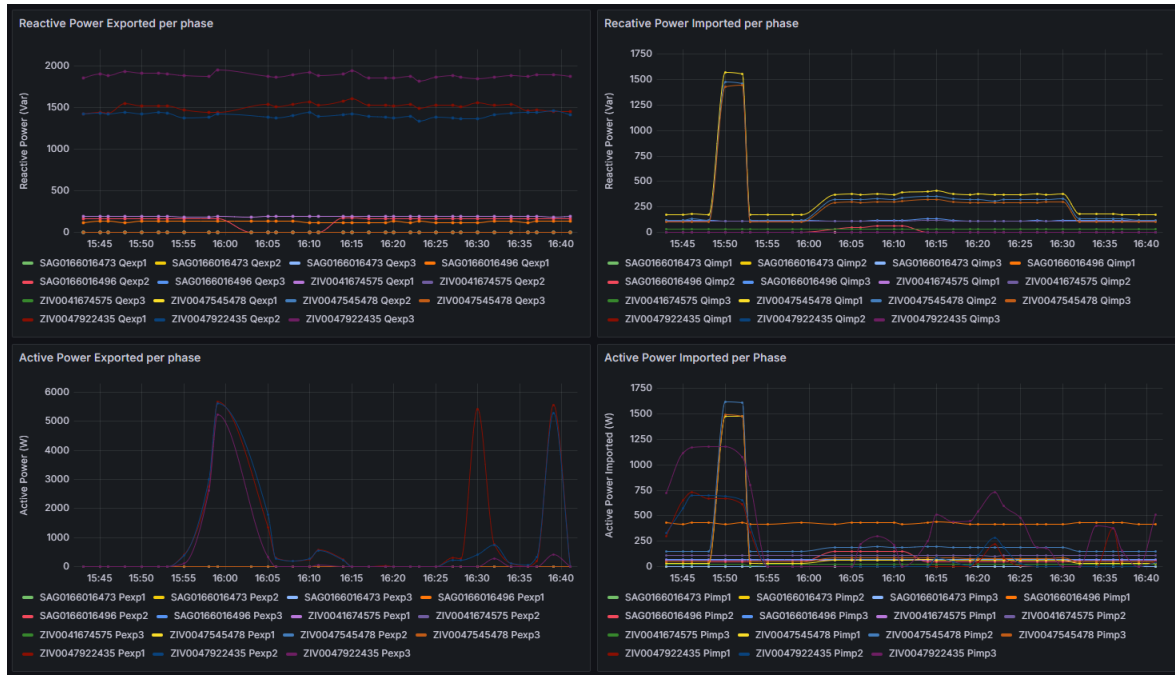 Reactive Power Exported per phase
Reactive Power (Var)
2000
1500
1000
500
0
15:45 15:50 15:55 16:00 16:05 16:10 16:15 16:20 16:25 16:30 16:35 16:40
SAG0166016473 Qexp1 SAG0166016473 Qexp2 SAG0166016473 Qexp3 SAG0166016496 Qexp1
SAG0166016496 Qexp2 SAG0166016496 Qexp3 ZIV0041674575 Qexp1 ZIV0041674575 Qexp2
ZIV0041674575 Qexp3 ZIV0047545478 Qexp1 ZIV0047545478 Qexp2 ZIV0047545478 Qexp3
ZIV0047922435 Qexp1 ZIV0047922435 Qexp2 ZIV0047922435 Qexp3
Recative Power Imported per phase
Reactive Power (Var)
1750
1500
1250
1000
750
500
250
0
15:45 15:50 15:55 16:00 16:05 16:10 16:15 16:20 16:25 16:30 16:35 16:40
SAG0166016473 Qimp1 SAG0166016473 Qimp2 SAG0166016473 Qimp3 SAG0166016496 Qimp1
SAG0166016496 Qimp2 SAG0166016496 Qimp3 ZIV0041674575 Qimp1 ZIV0041674575 Qimp2
ZIV0041674575 Qimp3 ZIV0047545478 Qimp1 ZIV0047545478 Qimp2 ZIV0047545478 Qimp3
ZIV0047922435 Qimp1 ZIV0047922435 Qimp2 ZIV0047922435 Qimp3
Active Power Exported per phase
Active Power (W)
6000
5000
4000
3000
2000
1000
0
15:45 15:50 15:55 16:00 16:05 16:10 16:15 16:20 16:25 16:30 16:35 16:40
SAG0166016473 Pexp1 SAG0166016473 Pexp2 SAG0166016473 Pexp3 SAG0166016496 Pexp1
SAG0166016496 Pexp2 SAG0166016496 Pexp3 ZIV0041674575 Pexp1 ZIV0041674575 Pexp2
ZIV0041674575 Pexp3 ZIV0047545478 Pexp1 ZIV0047545478 Pexp2 ZIV0047545478 Pexp3
ZIV0047922435 Pexp1 ZIV0047922435 Pexp2 ZIV0047922435 Pexp3
Active Power Imported per Phase
Active Power Imported (W)
1750
1500
1250
1000
750
500
250
0
15:45 15:50 15:55 16:00 16:05 16:10 16:15 16:20 16:25 16:30 16:35 16:40
SAG0166016473 Pimp1 SAG0166016473 Pimp2 SAG0166016473 Pimp3 SAG0166016496 Pimp1
SAG0166016496 Pimp2 SAG0166016496 Pimp3 ZIV0041674575 Pimp1 ZIV0041674575 Pimp2
ZIV0041674575 Pimp3 ZIV0047545478 Pimp1 ZIV0047545478 Pimp2 ZIV0047545478 Pimp3
ZIV0047922435 Pimp1 ZIV0047922435 Pimp2 ZIV0047922435 Pimp3